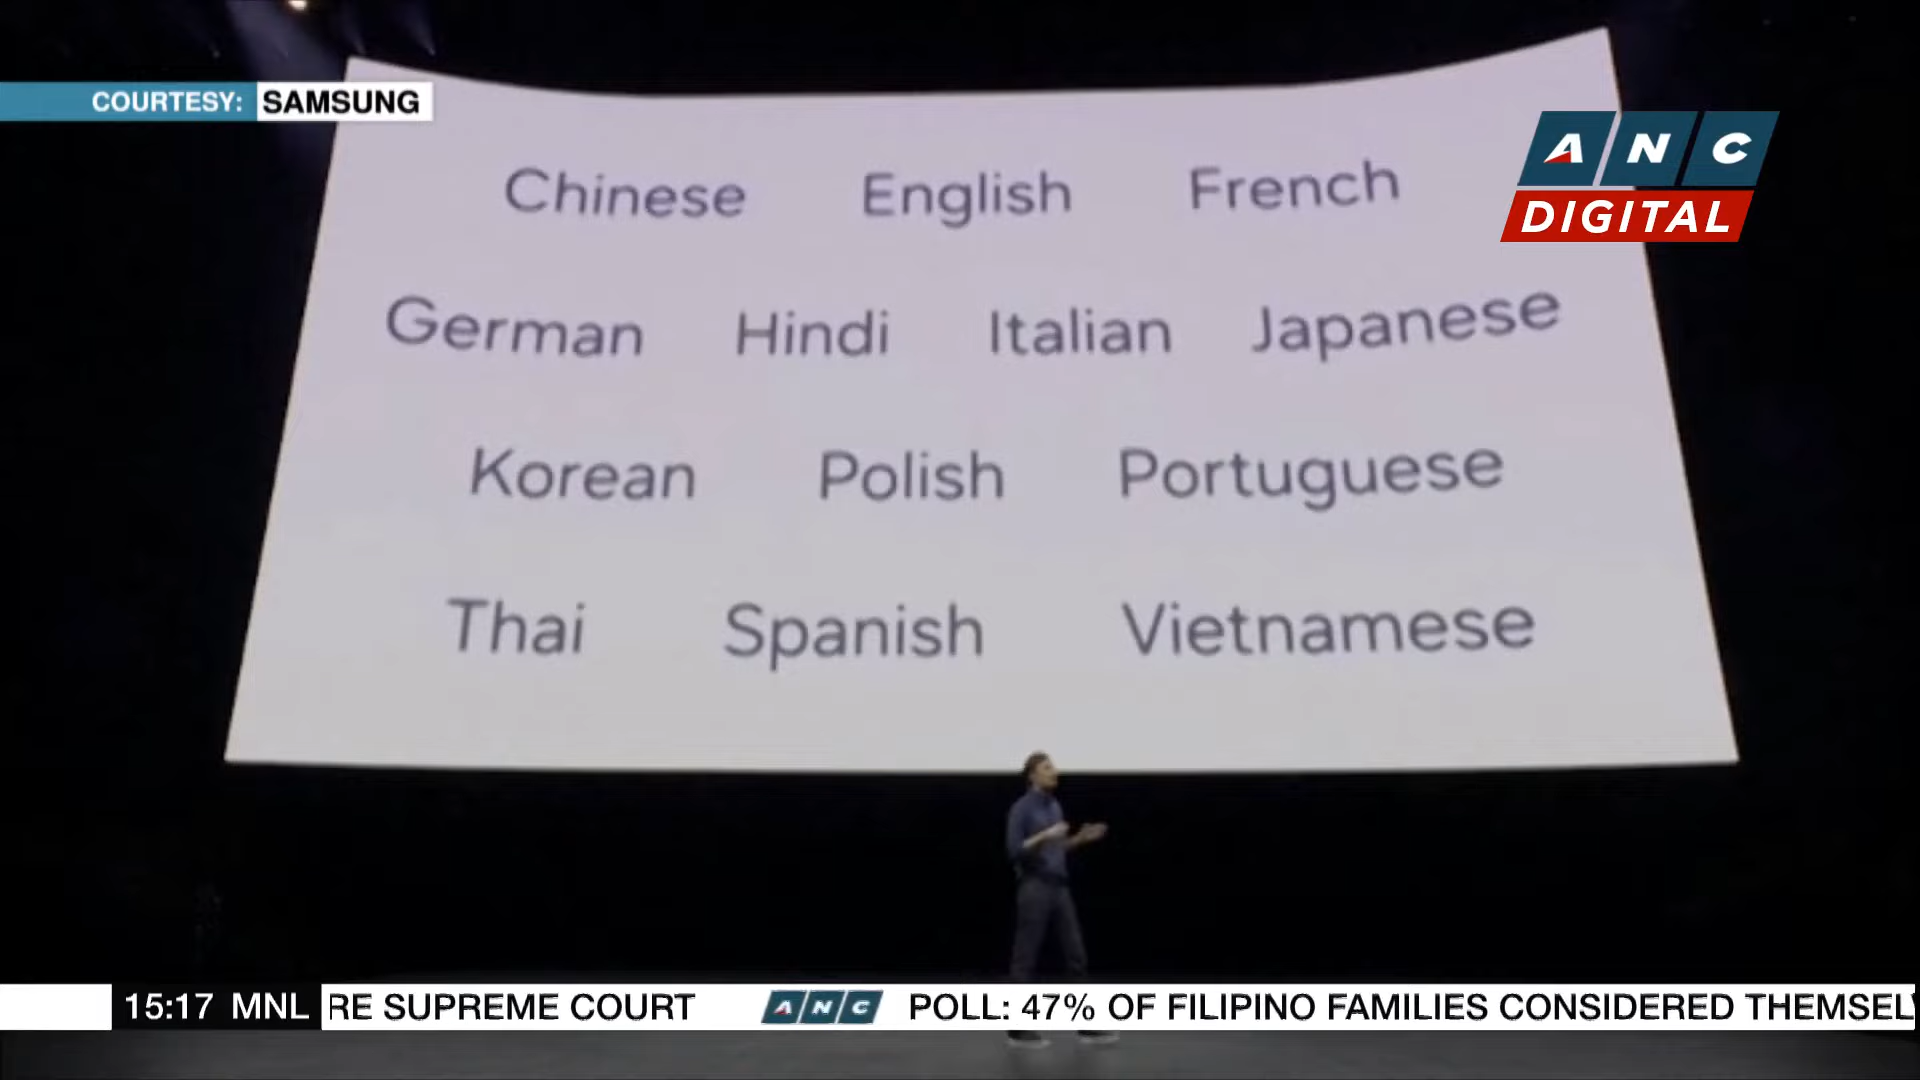 COURTESY: SAMSUNG
ANC
DIGITAL
Chinese English French
German Hindi Italian Japanese
Korean Polish Portuguese
Thai Spanish Vietnamese
15:17 MNL RE SUPREME COURT ANC POLL: 47% OF FILIPINO FAMILIES CONSIDERED THEMSEL